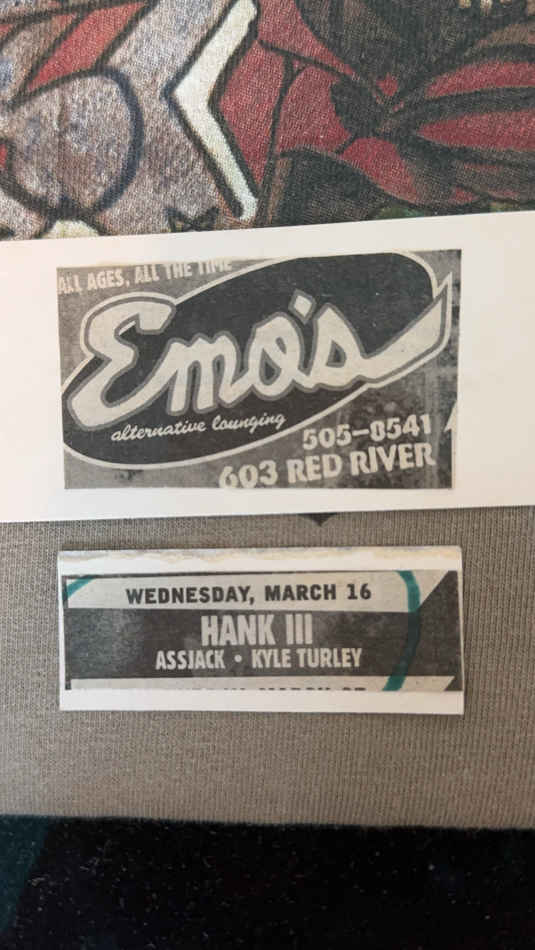 ALL AGES, ALL THE TIME
Emo's
alternative lounging
505-0541
603 RED RIVER
WEDNESDAY, MARCH 16
HANK III
ASSJACK • KYLE TURLEY